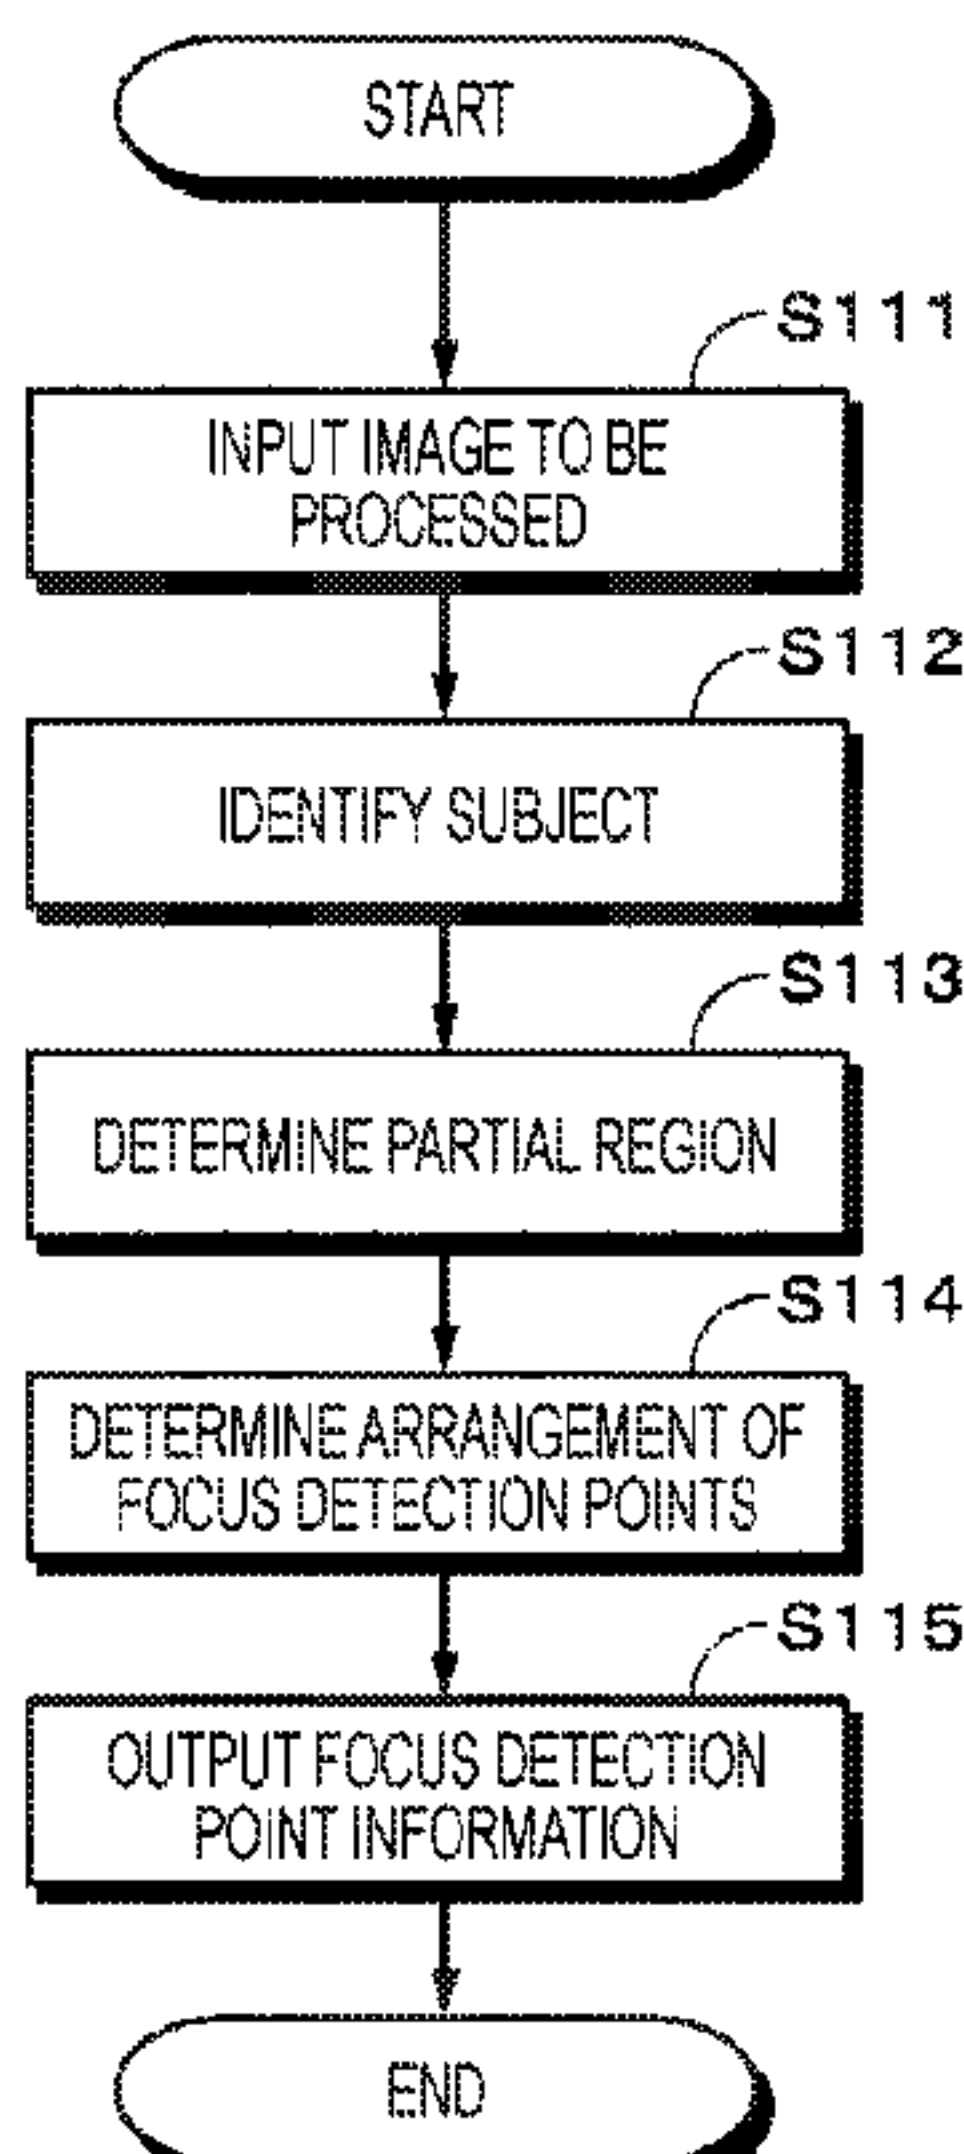 START
S111
INPUT IMAGE TO BE
PROCESSED
S112
IDENTIFY SUBJECT
S113
DETERMINE PARTIAL REGION
S114
DETERMINE ARRANGEMENT OF
FOCUS DETECTION POINTS
S115
OUTPUT FOCUS DETECTION
POINT INFORMATION
END